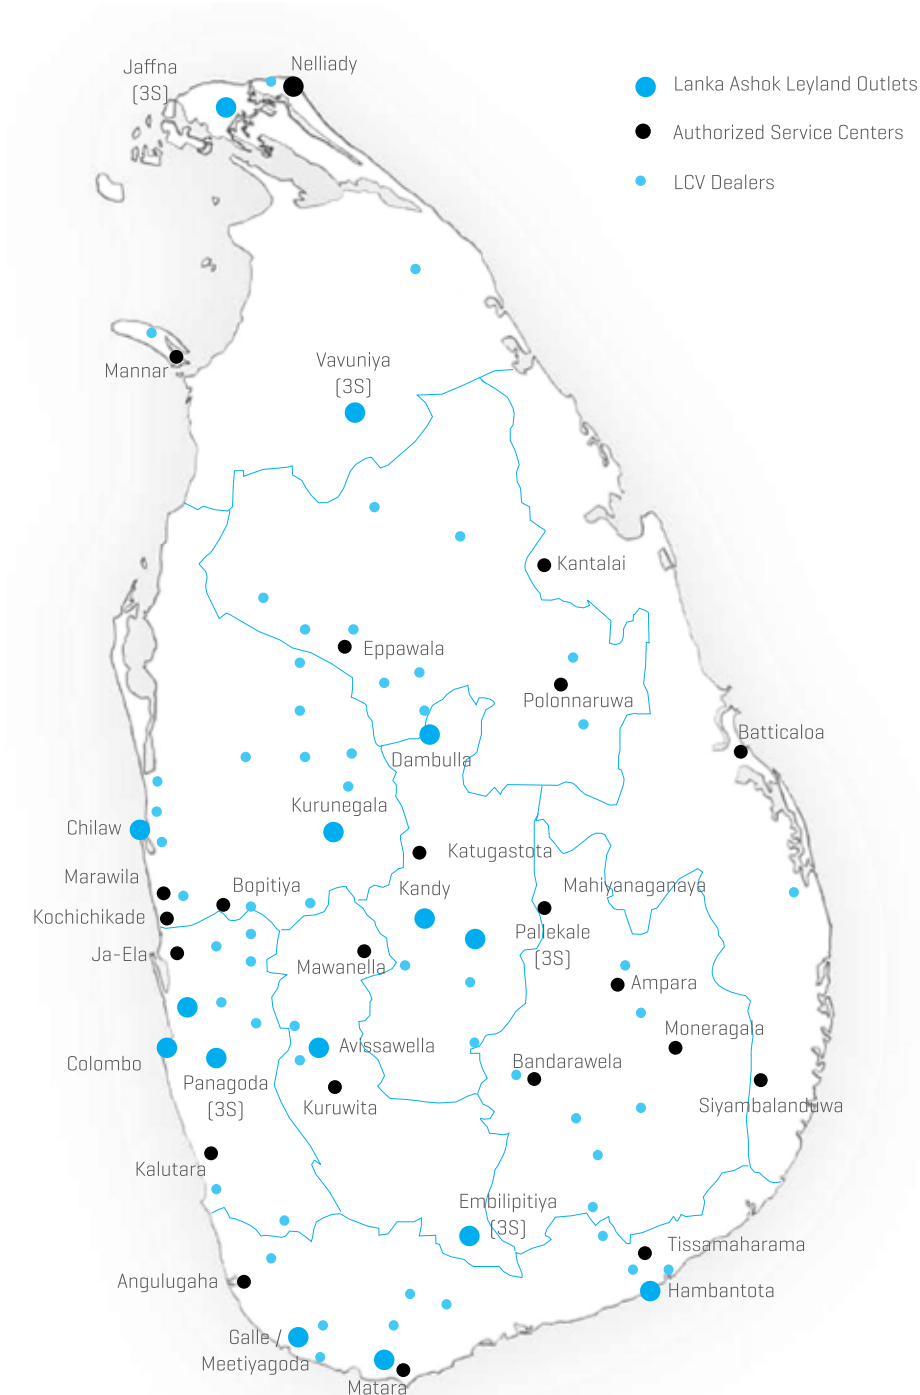 Jaffna
(3S)
Nelliady
Lanka Ashok Leyland Outlets
Authorized Service Centers
LCV Dealers
Mannar
Vavuniya
(3S)
Kantalai
Eppawala
Polonnaruwa
Batticaloa
Dambulla
Kurunegala
Chilaw
Katugastota
Marawila
Bopitiya
Kandy
Mahiyanaganaya
Kochichikade
Pallekale
(3S)
Ja-Ela
Mawanella
Ampara
Moneragala
Avissawella
Colombo
Bandarawela
Panagoda
(3S)
Kuruwita
Siyambalanduwa
Kalutara
Embilipitiya
(3S)
Tissamaharama
Angulugaha
Hambantota
Galle /
Meetiyagoda
Matara